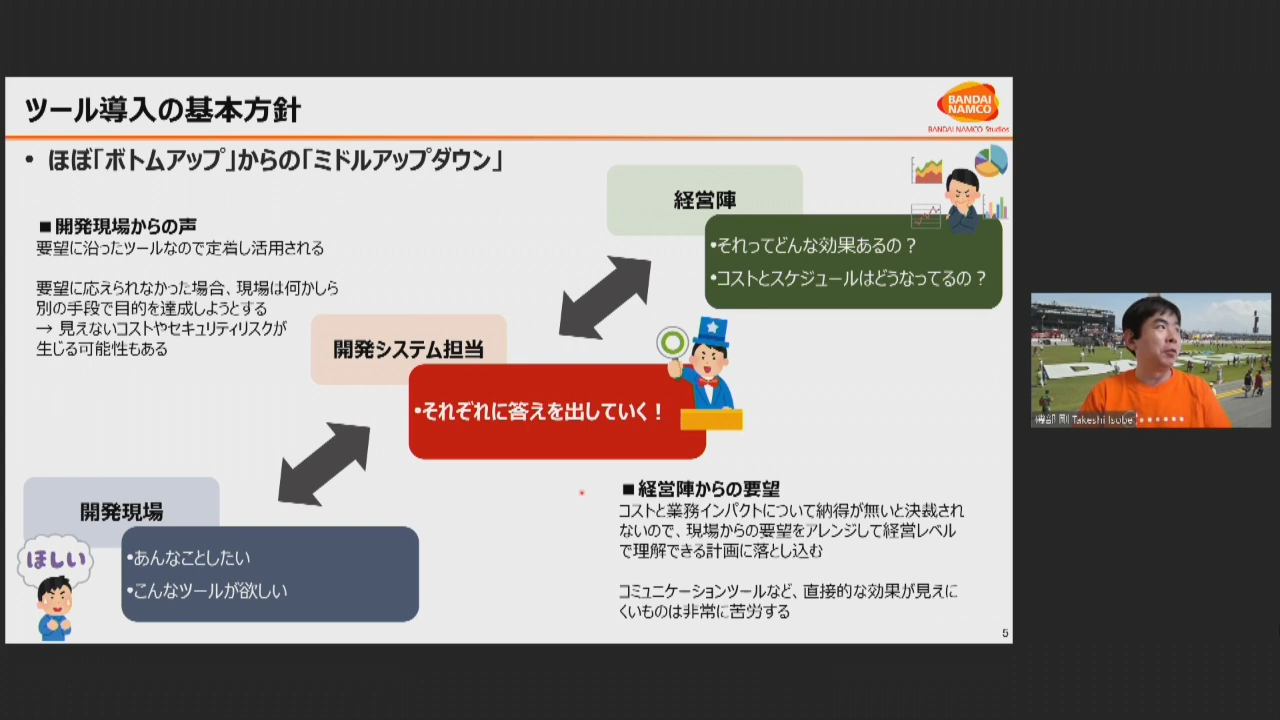 ツール導入の基本方針
BANDAI
NAMCO
BANDAI NAMCO Studios
• ほぼ「ボトムアップ」からの「ミドルアップダウン」
■開発現場からの声
要望に沿ったツールなので定着し活用される
要望に応えられなかった場合、現場は何かしら
別の手段で目的を達成しようとする
→ 見えないコストやセキュリティリスクが
生じる可能性もある
経営陣
•それってどんな効果あるの？
•コストとスケジュールはどうなってるの？
開発システム担当
•それぞれに答えを出していく！
開発現場
ほしい
•あんなことしたい
•こんなツールが欲しい
■経営陣からの要望
コストと業務インパクトについて納得が無いと決裁され
ないので、現場からの要望をアレンジして経営レベル
で理解できる計画に落とし込む
コミュニケーションツールなど、直接的な効果が見えに
くいものは非常に苦労する
5
磯部 剛 Takeshi Isobe